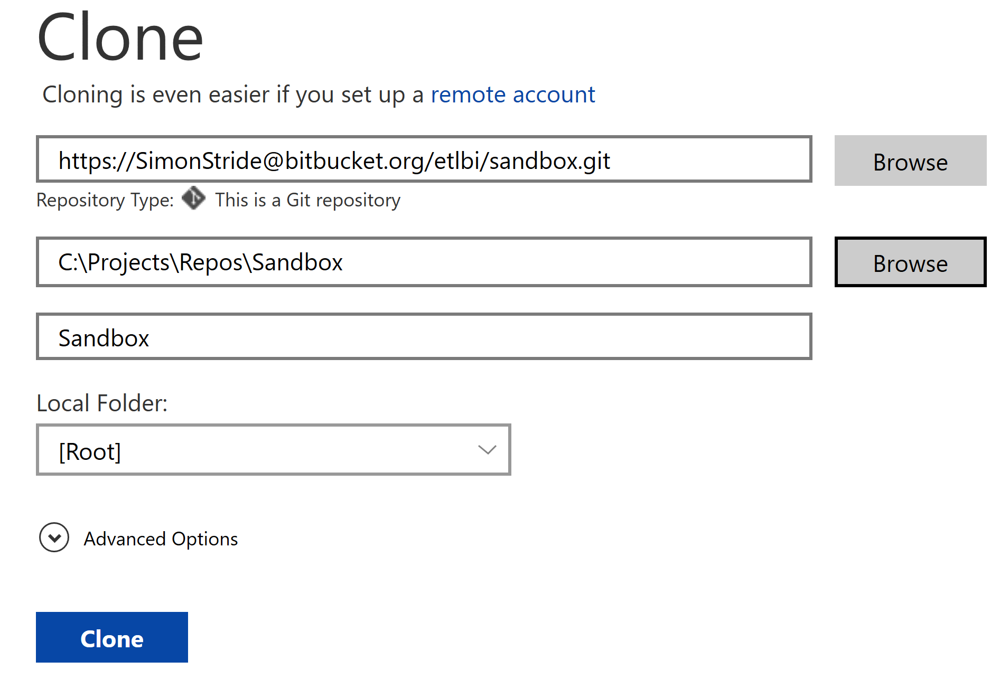 Clone
Cloning is even easier if you set up a remote account
https://SimonStride@bitbucket.org/etlbi/sandbox.git
Browse
Repository Type: This is a Git repository
C:\Projects\Repos\Sandbox
Browse
Sandbox
Local Folder:
[Root]
Advanced Options
Clone